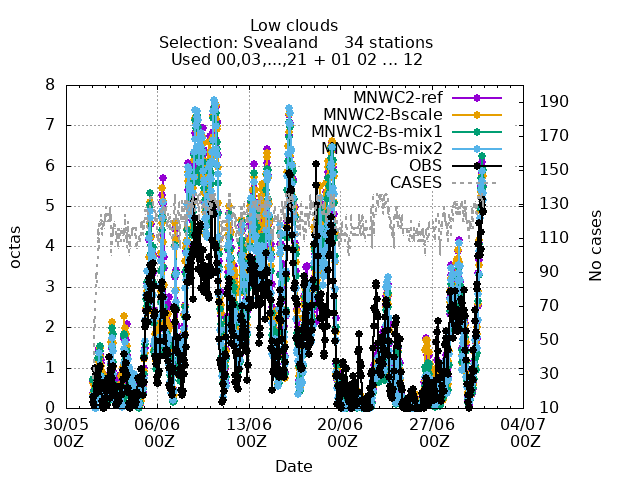 Low clouds
Selection: Svealand 34 stations
Used 00,03,...,21 + 01 02 ... 12
MNWC2-ref
MNWC2-Bscale
MNWC2-Bs-mix1
MNWC-Bs-mix2
OBS
CASES
octas
8
7
6
5
4
3
2
1
0
No cases
190
170
150
130
110
90
70
50
30
10
30/05 06/06 13/06 20/06 27/06 04/07
00Z 00Z 00Z 00Z 00Z 00Z
Date